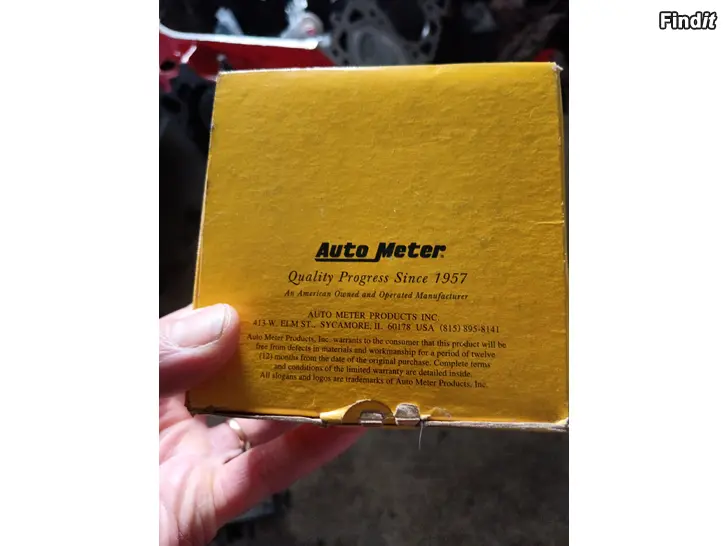 Findit
Auto Meter
Quality Progress Since 1957
An American Owned and Operated Manufacturer
AUTO METER PRODUCTS INC.
413 W. ELM ST., SYCAMORE, IL 60178 USA (815) 895-8141
Auto Meter Products, Inc. warrants to the consumer that this product will be
free from defects in materials and workmanship for a period of twelve
(12) months from the date of the original purchase. Complete terms
and conditions of the limited warranty are detailed inside.
All slogans and logos are trademarks of Auto Meter Products, Inc.